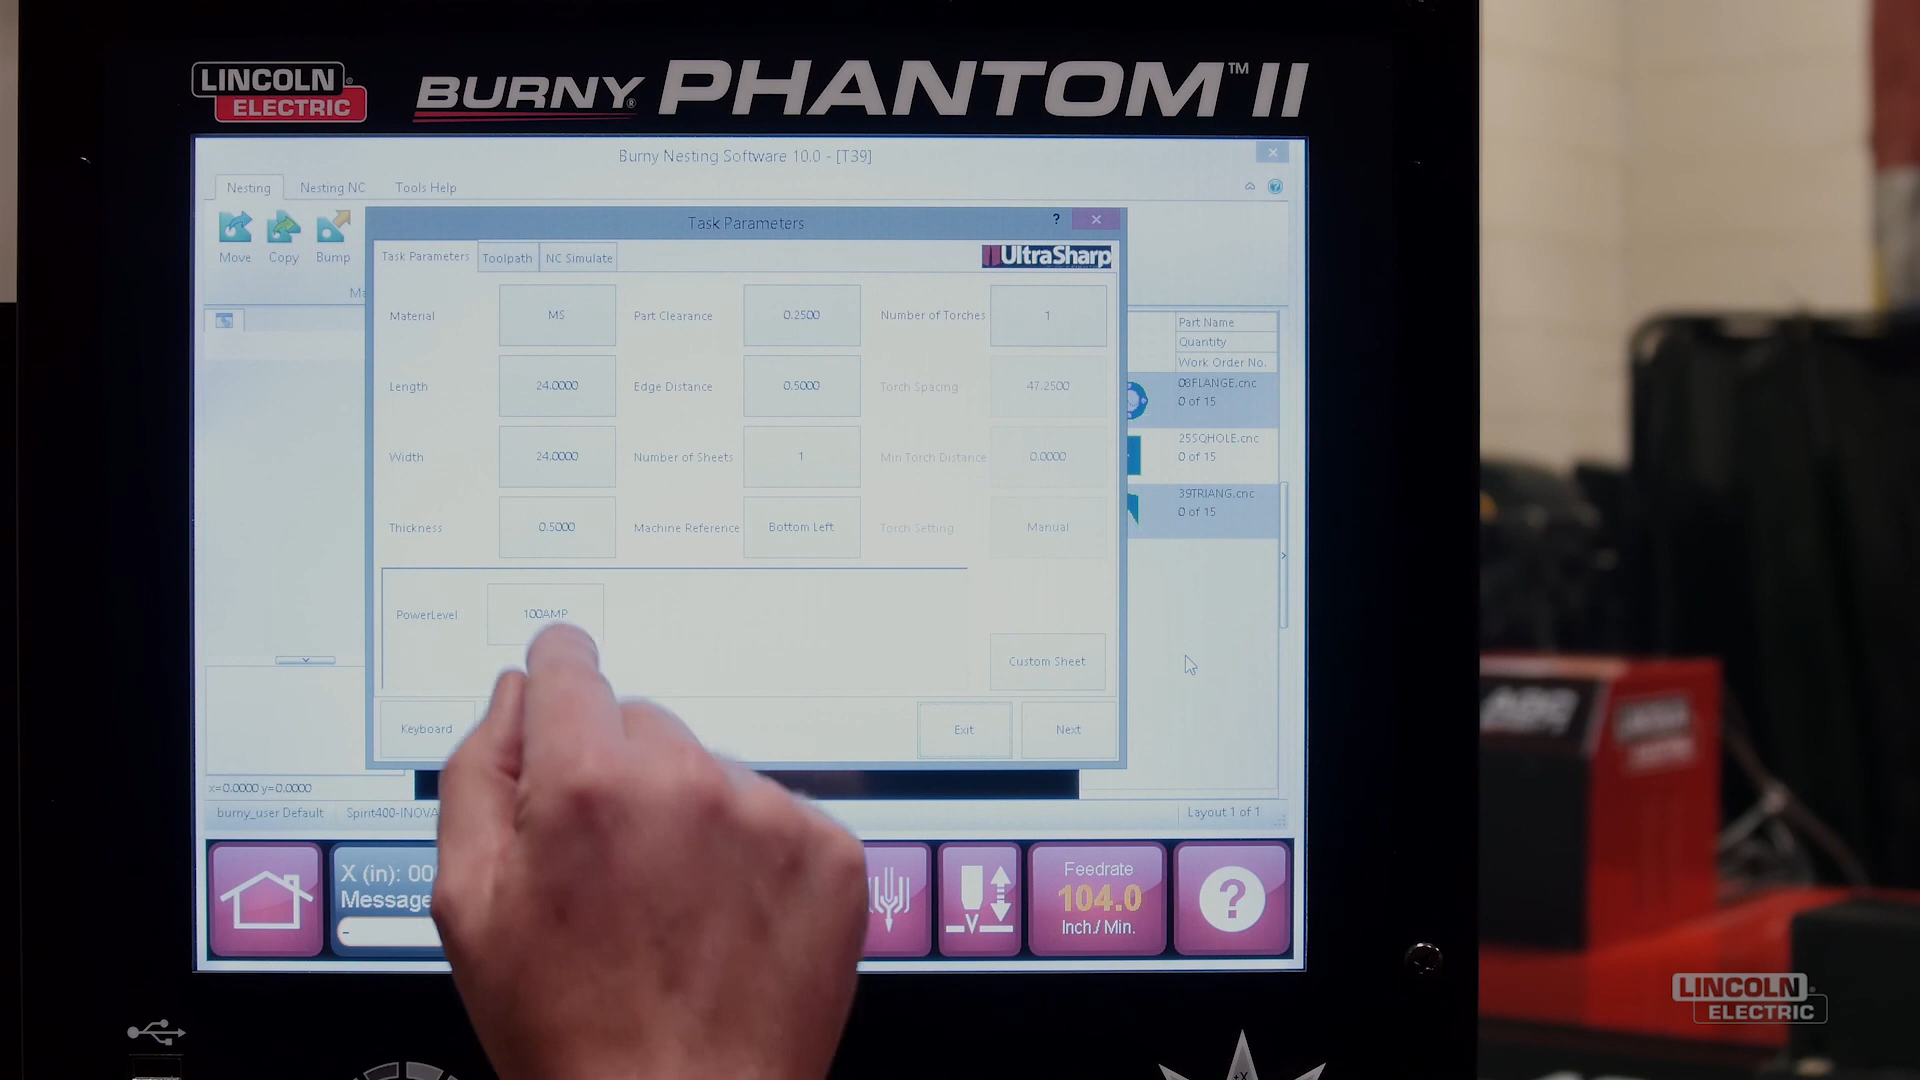 LINCOLN ELECTRIC
BURNY PHANTOM™ II
Burny Nesting Software 10.0 - [T39]
Nesting Nesting NC Tools Help
Move Copy Bump
Task Parameters ?
Task Parameters Toolpath NC Simulate
UltraSharp
Material MS Part Clearance 0.2500 Number of Torches 1
Length 24.0000 Edge Distance 0.5000 Torch Spacing 47.2500
Width 24.0000 Number of Sheets 1 Min Torch Distance 0.0000
Thickness 0.5000 Machine Reference Bottom Left Torch Setting Manual
PowerLevel 100AMP
Custom Sheet
Keyboard Exit Next
Part Name
Quantity
Work Order No.
08FLANGE.cnc
0 of 15
25SQHOLE.cnc
0 of 15
39TRIANG.cnc
0 of 15
x=0.0000 y=0.0000
burny_user Default Spirit400-INOVA Layout 1 of 1
X (in): 00
Message
-
Feedrate
104.0
Inch./ Min.
?
+X
LINCOLN ELECTRIC